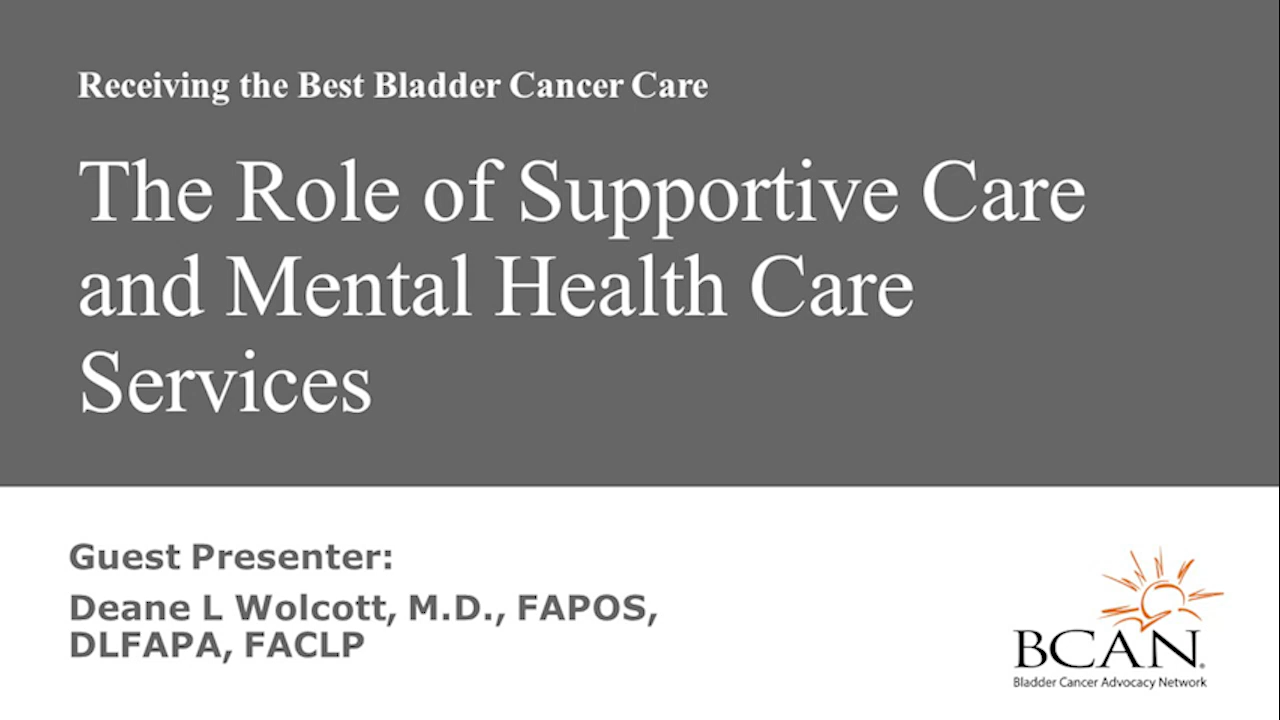 Receiving the Best Bladder Cancer Care
The Role of Supportive Care
and Mental Health Care
Services
Guest Presenter:
Deane L Wolcott, M.D., FAPOS,
DLFAPA, FACLP
BCAN®
Bladder Cancer Advocacy Network